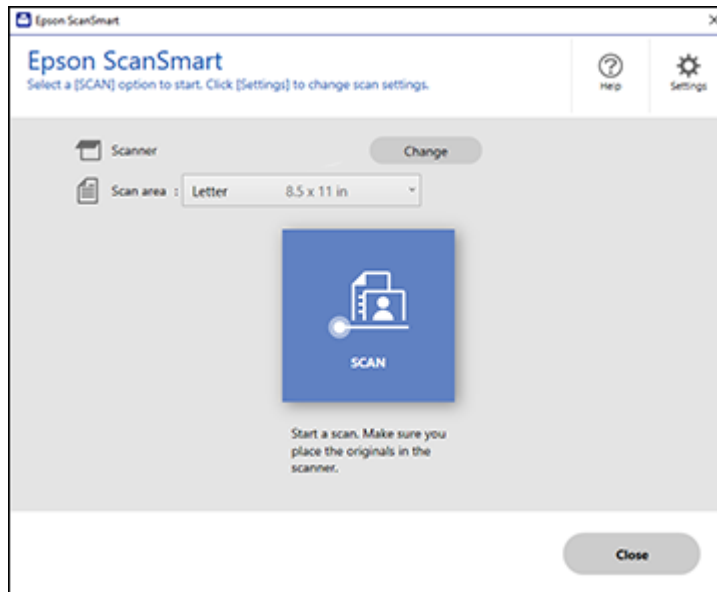 Epson ScanSmart
Epson ScanSmart
Select a [SCAN] option to start. Click [Settings] to change scan settings.
Help
Settings
Scanner
Change
Scan area : Letter 8.5 x 11 in
SCAN
Start a scan. Make sure you
place the originals in the
scanner.
Close